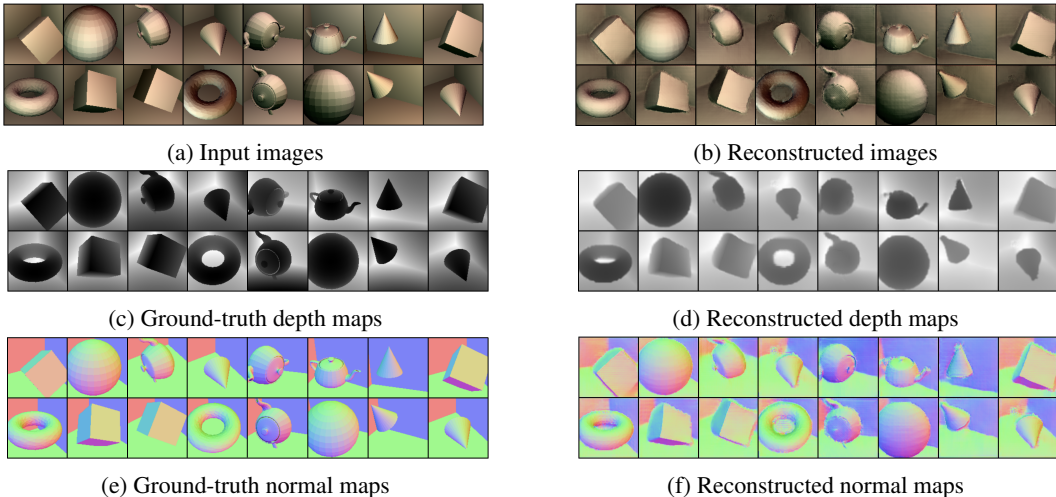 (a) Input images
(b) Reconstructed images
(c) Ground-truth depth maps
(d) Reconstructed depth maps
(e) Ground-truth normal maps
(f) Reconstructed normal maps